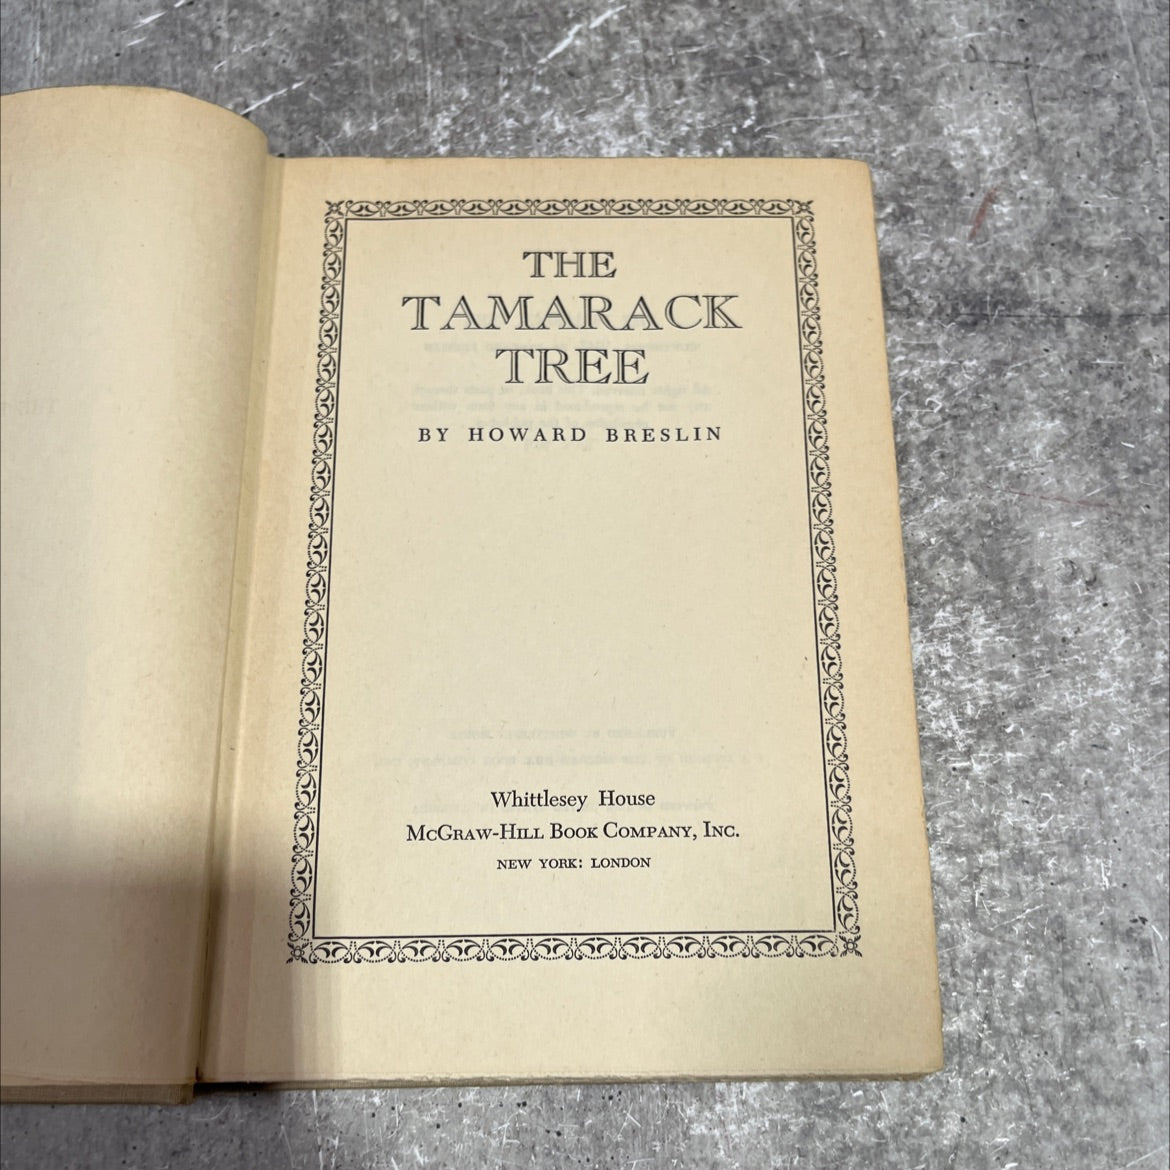 THE
TAMARACK
TREE
BY HOWARD BRESLIN
Whittlesey House
McGraw-Hill Book Company, Inc.
NEW YORK: LONDON